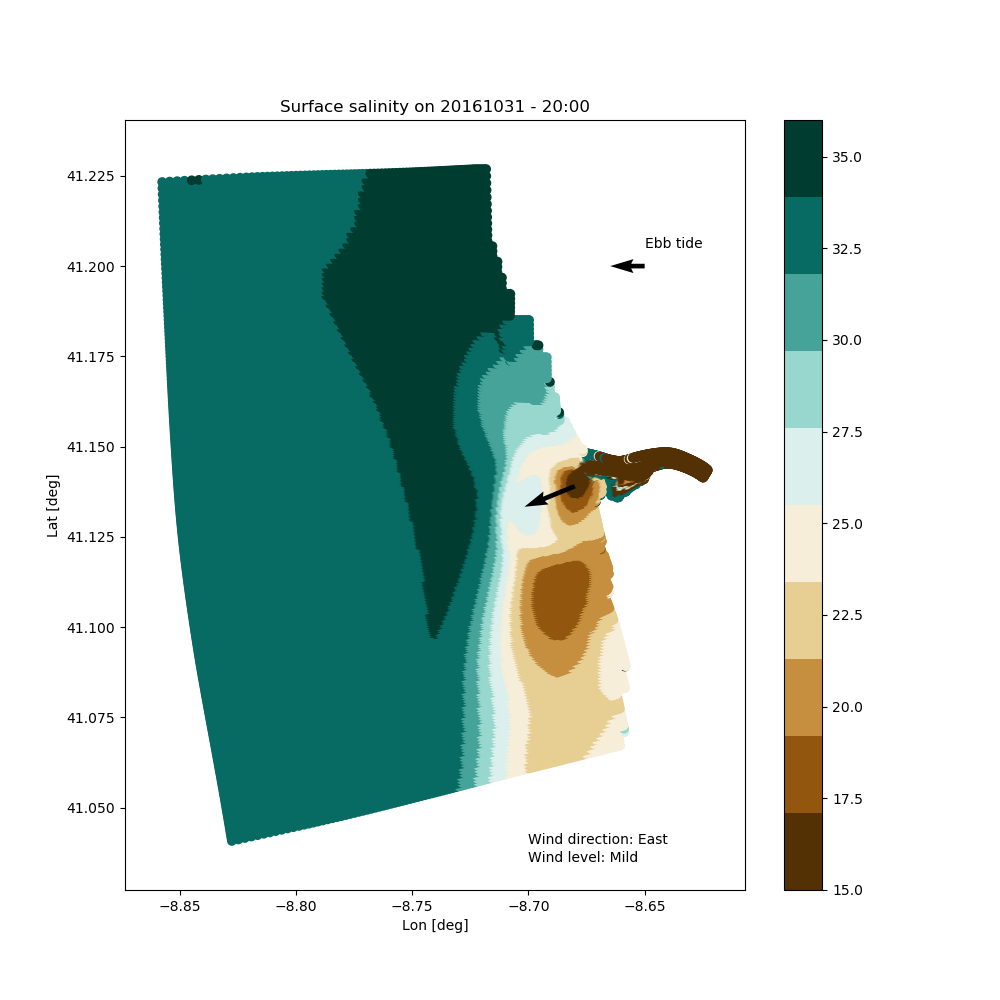 Surface salinity on 20161031 - 20:00
41.225
41.200
41.175
41.150
41.125
41.100
41.075
41.050
Lat [deg]
Ebb tide
Wind direction: East
Wind level: Mild
−8.85 −8.80 −8.75 −8.70 −8.65
Lon [deg]
35.0
32.5
30.0
27.5
25.0
22.5
20.0
17.5
15.0